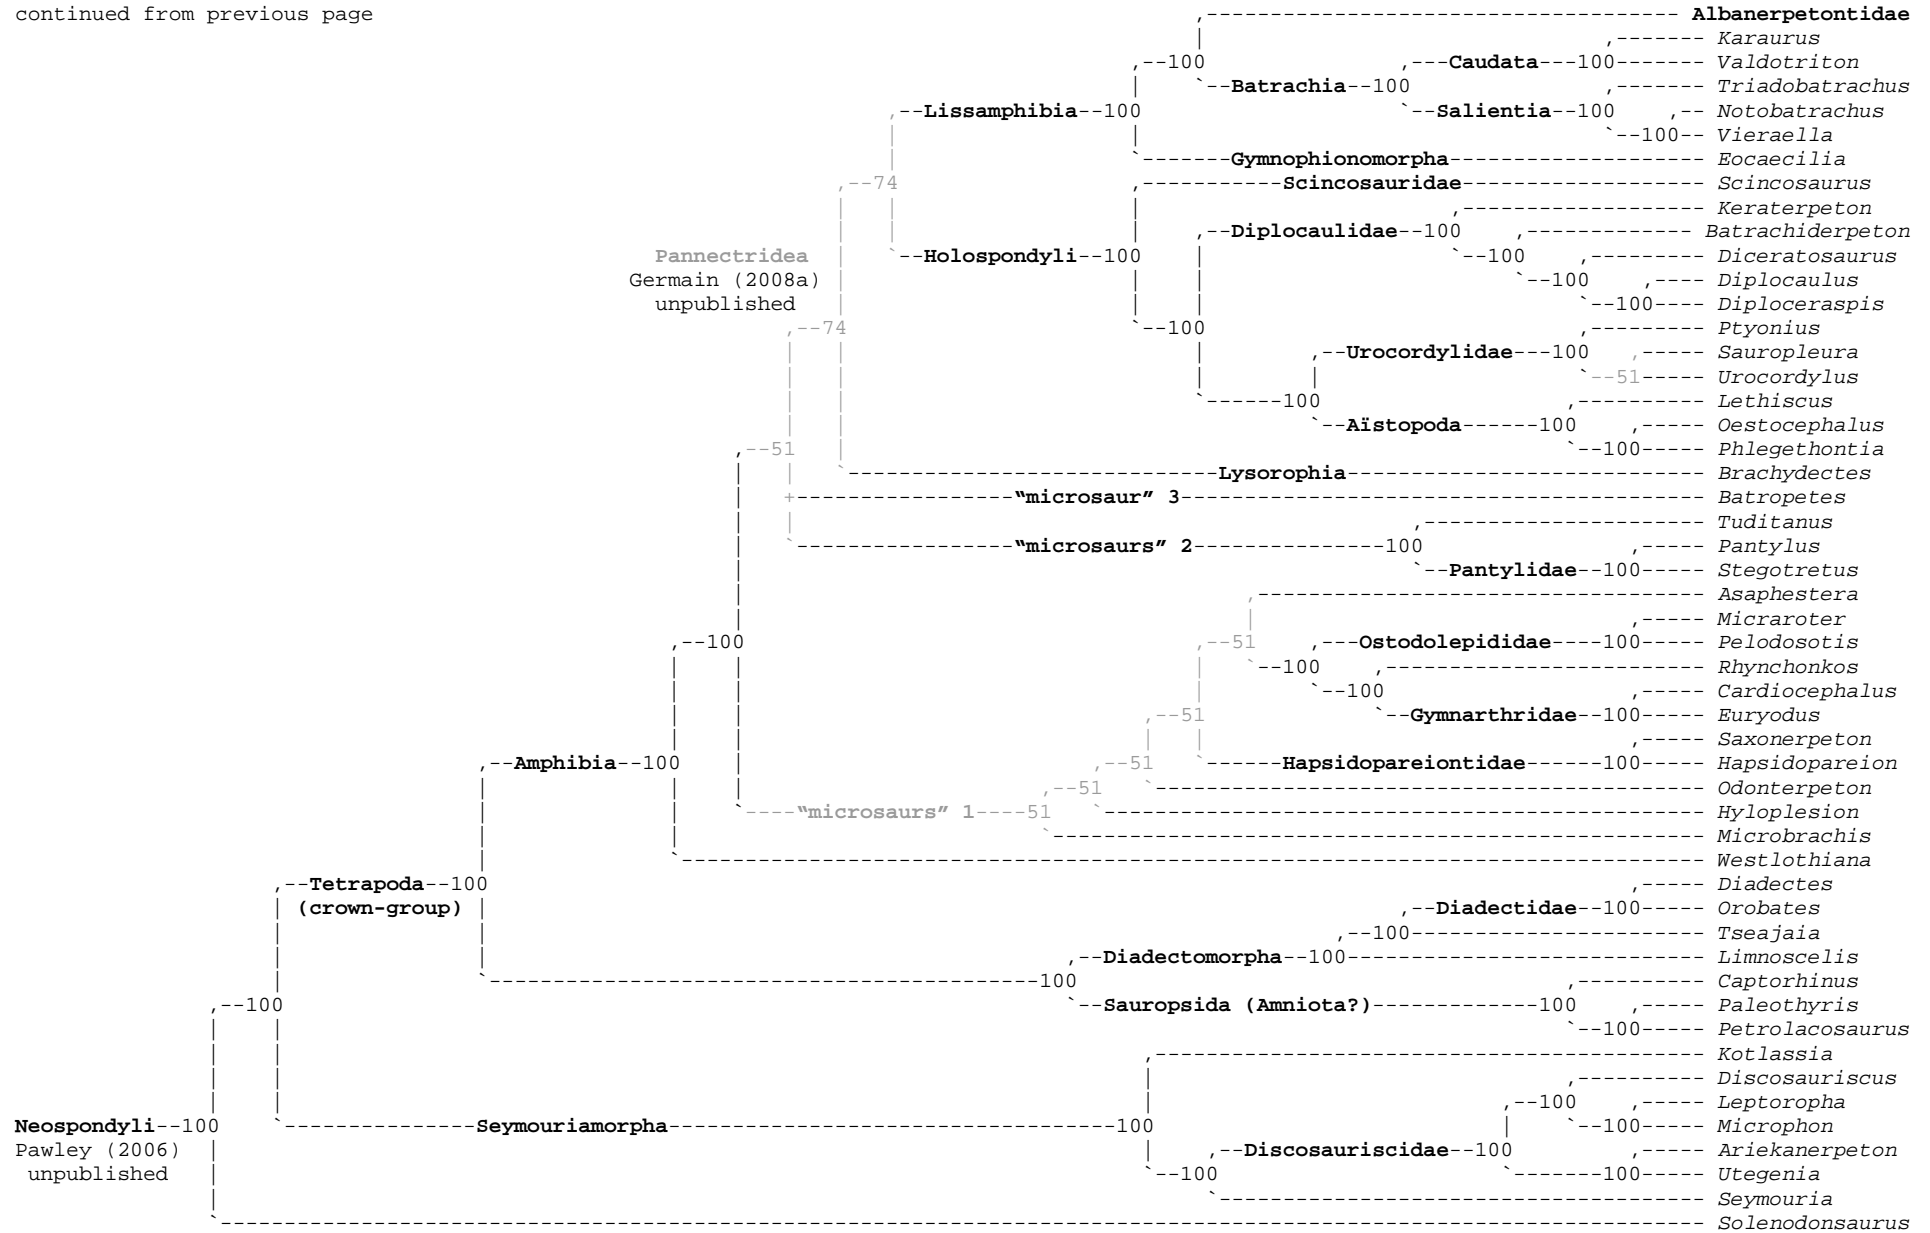 continued from previous page
Albanerpetontidae
Karaurus
--100 ---Caudata---100------- Valdotriton
--Batrachia--100 Triadobatrachus
--Lissamphibia--100 --Salientia--100 Notobatrachus
--100-- Vieraella
-------Gymnophionomorpha-------------------- Eocaecilia
--74 -----------Scincosauridae------------------- Scincosaurus
Keraterpeton
--Diplocaulidae--100 Batrachiderpeton
Pannectridea --Holospondyli--100 --100 Diceratosaurus
Germain (2008a) --100 Diplocaulus
unpublished --100---- Diploceraspis
--74 --100 Ptyonius
--Urocordylidae---100 Sauropleura
--51----- Urocordylus
------100 Lethiscus
--Aïstopoda------100 Oestocephalus
--51 --100----- Phlegethontia
Lysorophia Brachydectes
“microsaur” 3 Batropetes
Tuditanus
“microsaurs” 2 100 Pantylus
--Pantylidae--100----- Stegotretus
Asaphestera
Micraroter
--100 --51 ---Ostodolepididae----100----- Pelodosotis
--100 Rhynchonkos
--100 Cardiocephalus
--51 --Gymnarthridae--100----- Euryodus
Saxonerpeton
--Amphibia--100 --51 ------Hapsidopareiontidae------100----- Hapsidopareion
--51 Odonterpeton
----“microsaurs” 1----51 Hyloplesion
Microbrachis
Westlothiana
--Tetrapoda--100 Diadectes
(crown-group) --Diadectidae--100----- Orobates
--100 Tseajaia
--Diadectomorpha--100 Limnoscelis
100 Captorhinus
--100 --Sauropsida (Amniota?)-------------100 Paleothyris
--100----- Petrolacosaurus
Kotlassia
Discosauriscus
--100 Leptoropha
Neospondyli--100 Seymouriamorpha 100 --100----- Microphon
Pawley (2006) --Discosauriscidae--100 Ariekanerpeton
unpublished --100 -------100----- Utegenia
Seymouria
Solenodonsaurus